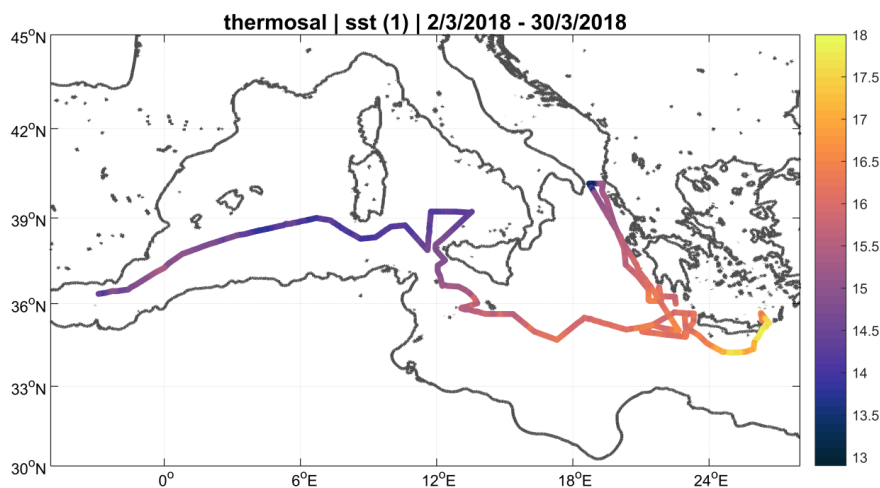 thermosal | sst (1) | 2/3/2018 - 30/3/2018
45°N
42°N
39°N
36°N
33°N
30°N
0°
6°E
12°E
18°E
24°E
18
17.5
17
16.5
16
15.5
15
14.5
14
13.5
13